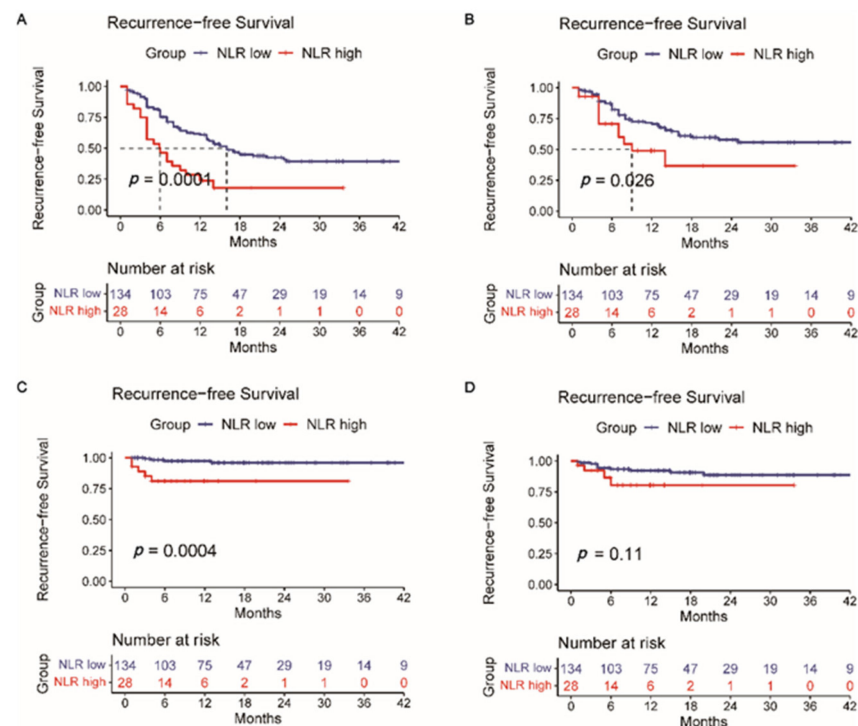 A
Recurrence-free Survival
Group NLR low NLR high
Recurrence-free Survival
1.00
0.75
0.50
0.25
0.00
p = 0.0001
0 6 12 18 24 30 36 42
Months
Number at risk
Group
NLR low 134 103 75 47 29 19 14 9
NLR high 28 14 6 2 1 1 0 0
0 6 12 18 24 30 36 42
Months
B
Recurrence-free Survival
Group NLR low NLR high
Recurrence-free Survival
1.00
0.75
0.50
0.25
0.00
p = 0.026
0 6 12 18 24 30 36 42
Months
Number at risk
Group
NLR low 134 103 75 47 29 19 14 9
NLR high 28 14 6 2 1 1 0 0
0 6 12 18 24 30 36 42
Months
C
Recurrence-free Survival
Group NLR low NLR high
Recurrence-free Survival
1.00
0.75
0.50
0.25
0.00
p = 0.0004
0 6 12 18 24 30 36 42
Months
Number at risk
Group
NLR low 134 103 75 47 29 19 14 9
NLR high 28 14 6 2 1 1 0 0
0 6 12 18 24 30 36 42
Months
D
Recurrence-free Survival
Group NLR low NLR high
Recurrence-free Survival
1.00
0.75
0.50
0.25
0.00
p = 0.11
0 6 12 18 24 30 36 42
Months
Number at risk
Group
NLR low 134 103 75 47 29 19 14 9
NLR high 28 14 6 2 1 1 0 0
0 6 12 18 24 30 36 42
Months